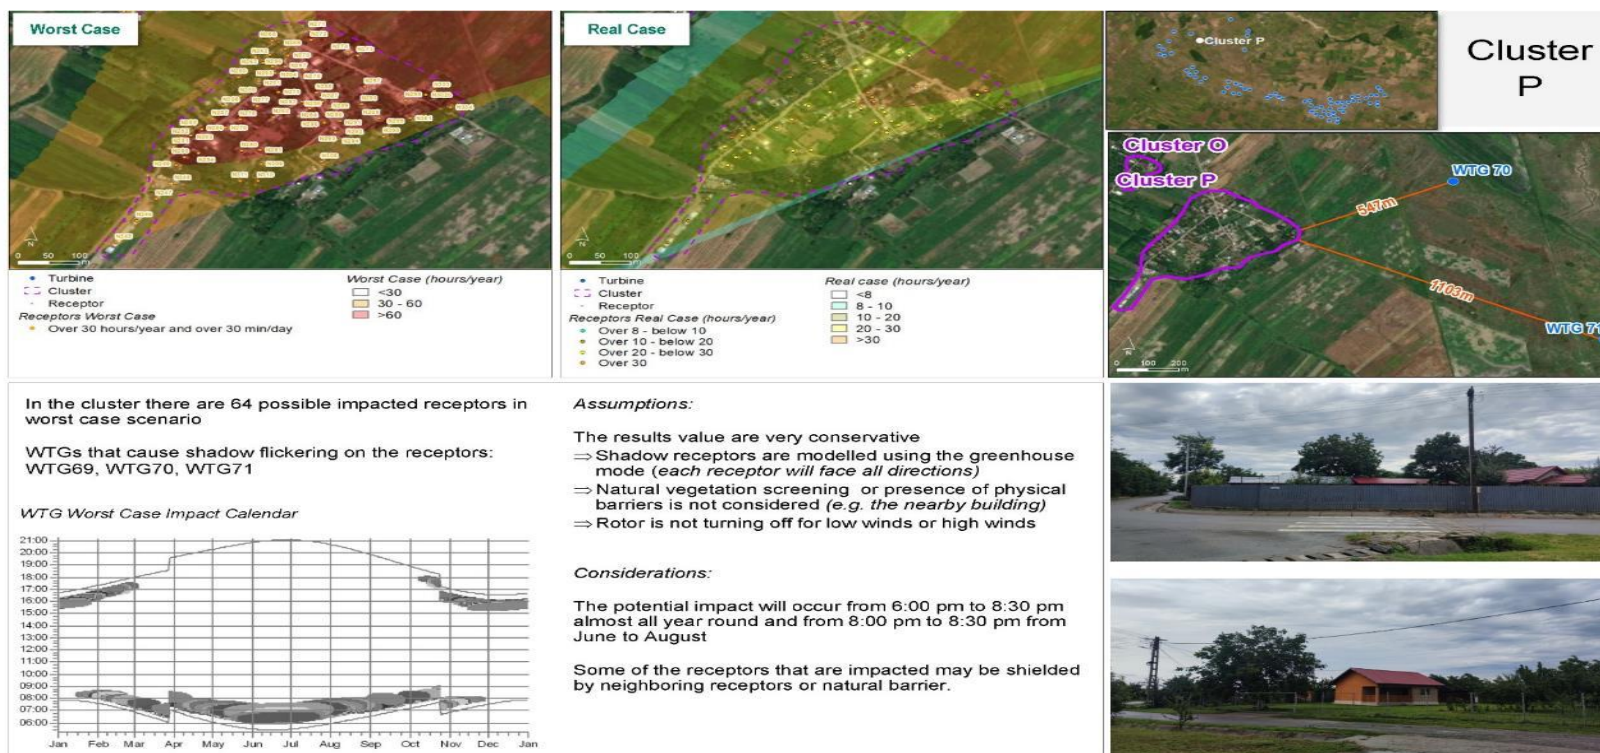 Worst Case
N
0 50 100
m
Turbine
Cluster
Receptor
Receptors Worst Case
Over 30 hours/year and over 30 min/day
Worst Case (hours/year)
<30
30 - 60
>60
Real Case
N
0 50 100
m
Turbine
Cluster
Receptor
Receptors Real Case (hours/year)
Over 8 - below 10
Over 10 - below 20
Over 20 - below 30
Over 30
Real case (hours/year)
<8
8 - 10
10 - 20
20 - 30
>30
Cluster P
Cluster
P
Cluster O
Cluster P
WTG 70
547m
1103m
WTG 71
N
0 100 200
m
In the cluster there are 64 possible impacted receptors in
worst case scenario
WTGs that cause shadow flickering on the receptors:
WTG69, WTG70, WTG71
WTG Worst Case Impact Calendar
21:00
20:00
19:00
18:00
17:00
16:00
15:00
14:00
13:00
12:00
11:00
10:00
09:00
08:00
07:00
06:00
Jan Feb Mar Apr May Jun Jul Aug Sep Oct Nov Dec Jan
Assumptions:
The results value are very conservative
⇒ Shadow receptors are modelled using the greenhouse
mode (each receptor will face all directions)
⇒ Natural vegetation screening or presence of physical
barriers is not considered (e.g. the nearby building)
⇒ Rotor is not turning off for low winds or high winds
Considerations:
The potential impact will occur from 6:00 pm to 8:30 pm
almost all year round and from 8:00 pm to 8:30 pm from
June to August
Some of the receptors that are impacted may be shielded
by neighboring receptors or natural barrier.